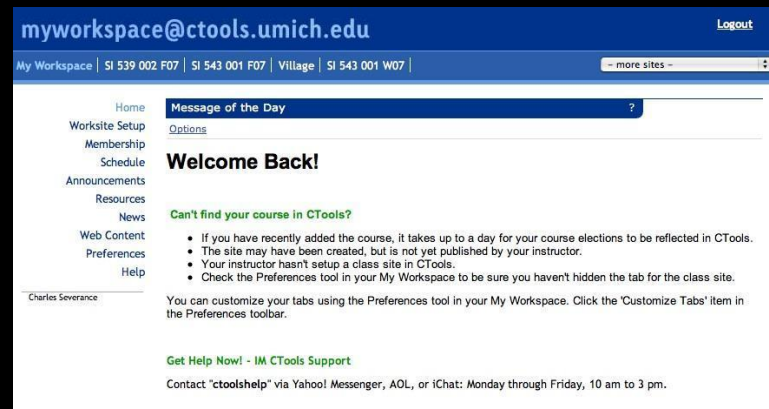 myworkspace@ctools.umich.edu
Logout
My Workspace | SI 539 002 F07 | SI 543 001 F07 | Village | SI 543 001 W07 |
- more sites -
Home
Worksite Setup
Membership
Schedule
Announcements
Resources
News
Web Content
Preferences
Help
Charles Severance
Message of the Day
?
Options
Welcome Back!
Can't find your course in CTools?
• If you have recently added the course, it takes up to a day for your course elections to be reflected in CTools.
• The site may have been created, but is not yet published by your instructor.
• Your instructor hasn't setup a class site in CTools.
• Check the Preferences tool in your My Workspace to be sure you haven't hidden the tab for the class site.
You can customize your tabs using the Preferences tool in your My Workspace. Click the 'Customize Tabs' item in
the Preferences toolbar.
Get Help Now! - IM CTools Support
Contact "ctoolshelp" via Yahoo! Messenger, AOL, or iChat: Monday through Friday, 10 am to 3 pm.